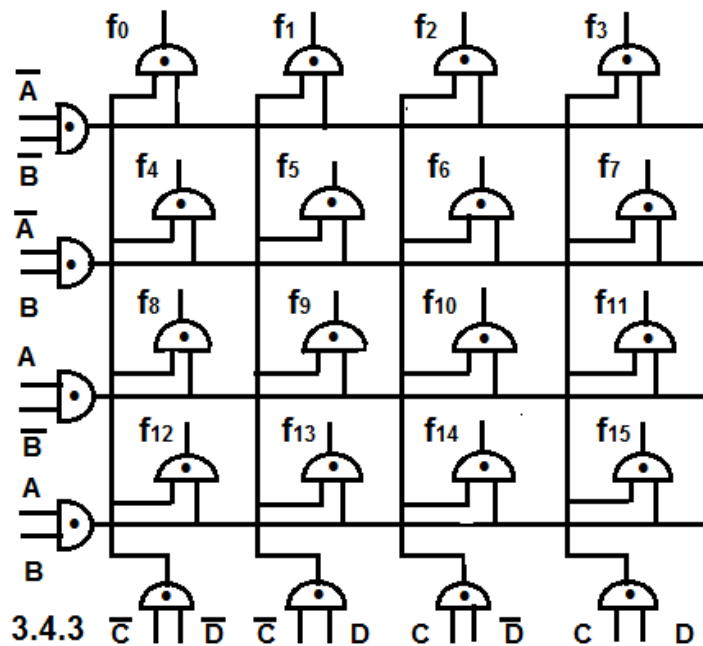 f0 f1 f2 f3
A̅
B̅
f4 f5 f6 f7
A̅
B
f8 f9 f10 f11
A
B̅
f12 f13 f14 f15
A
B
3.4.3 C̅ D̅ C̅ D C D̅ C D